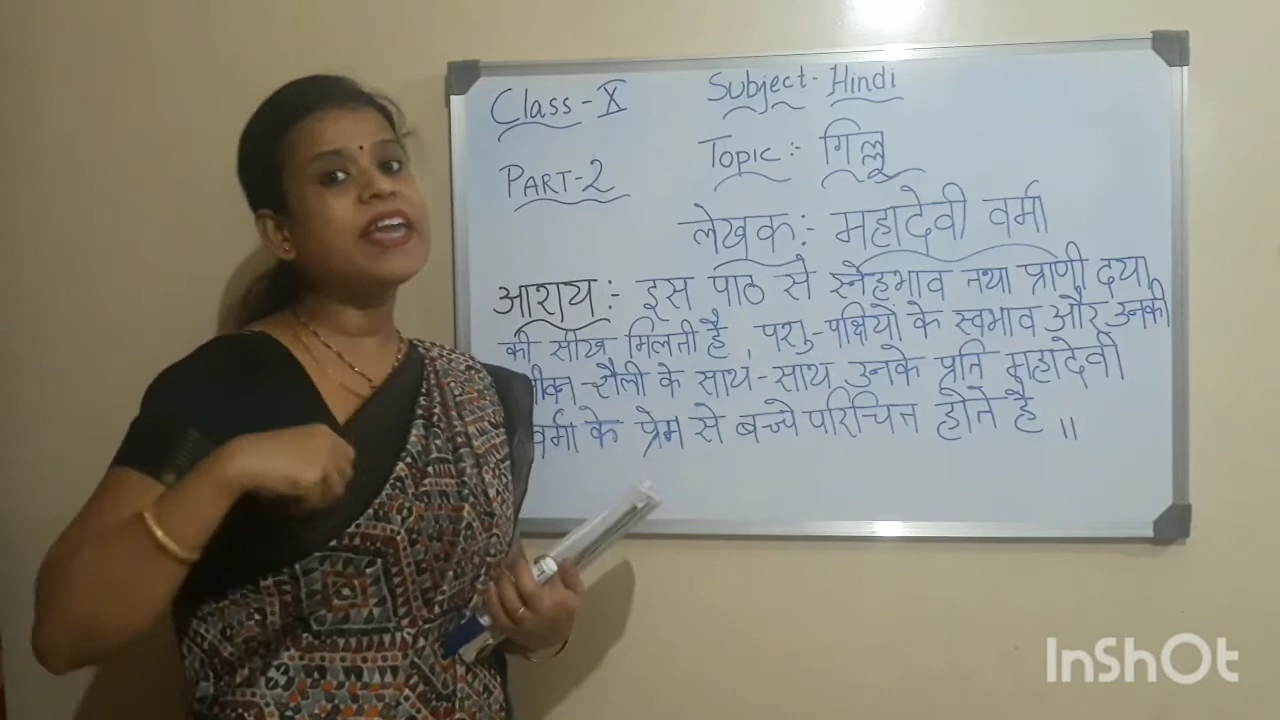 Class - X
Subject - Hindi
PART-2
Topic :- गिल्लू
लेखक :- महादेवी वर्मा
आशय :- इस पाठ से स्नेहभाव तथा प्राणी दया
की सीख मिलती है, पशु-पक्षियों के स्वभाव और उनकी
जीवन-शैली के साथ-साथ उनके प्रति महादेवी
वर्मा के प्रेम से बच्चे परिचित होते है ॥
InShOt